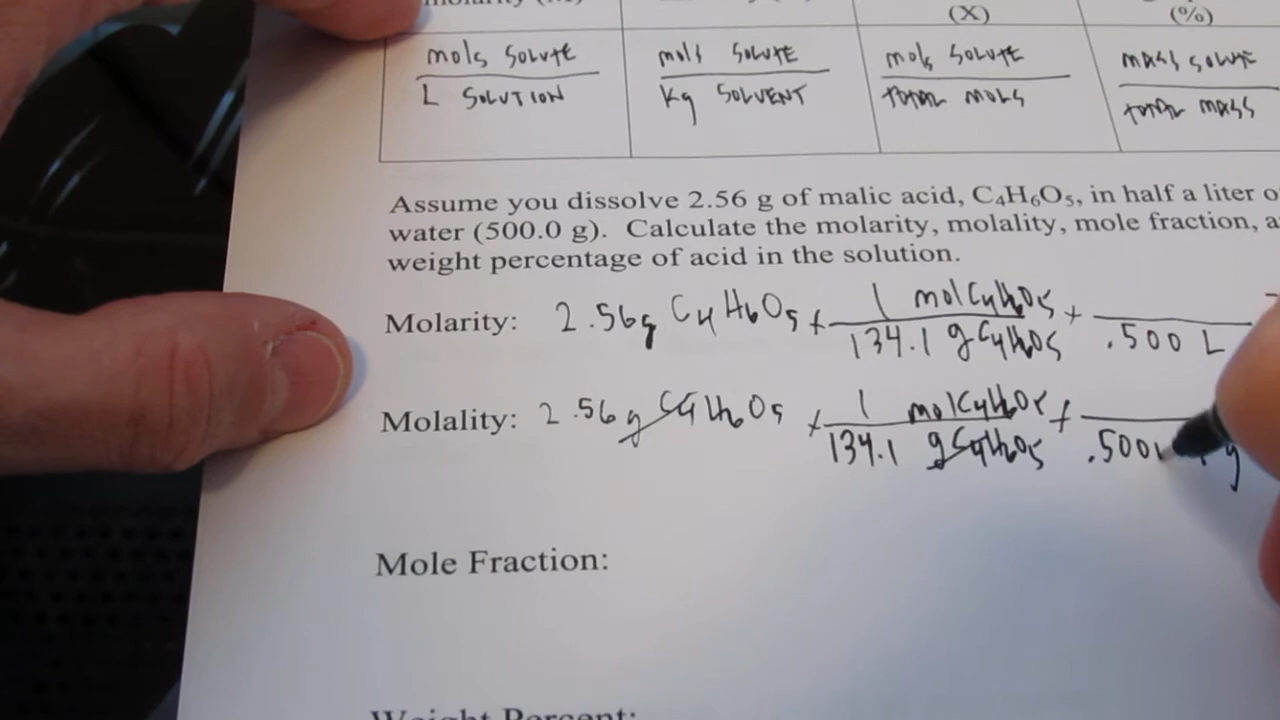 (X) (%)
mols SOLUTE mols SOLUTE mols SOLUTE MASS SOLUTE
L SOLUTION Kg SOLVENT TOTAL MOLS TOTAL MASS
Assume you dissolve 2.56 g of malic acid, C₄H₆O₅, in half a liter o
water (500.0 g). Calculate the molarity, molality, mole fraction, a
weight percentage of acid in the solution.
Molarity: 2.56g C4H6O5 × 1 mol C4H6O5 ×
134.1 g C4H6O5 .500 L
Molality: 2.56g C4H6O5 × 1 mol C4H6O5 ×
134.1 g C4H6O5 .500
Mole Fraction:
Weight Percent: